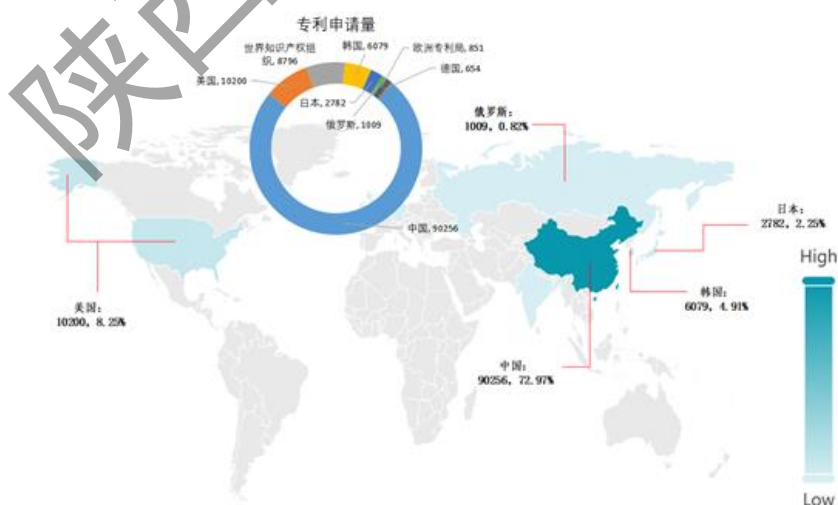 陕西
专利申请量
世界知识产权组
织, 8796
韩国, 6079
欧洲专利局, 851
德国, 654
美国, 10200
日本, 2782
俄罗斯, 1009
中国, 90256
俄罗斯:
1009, 0.82%
日本:
2782, 2.25%
High
韩国:
6079, 4.91%
美国:
10200, 8.25%
中国:
90256, 72.97%
Low